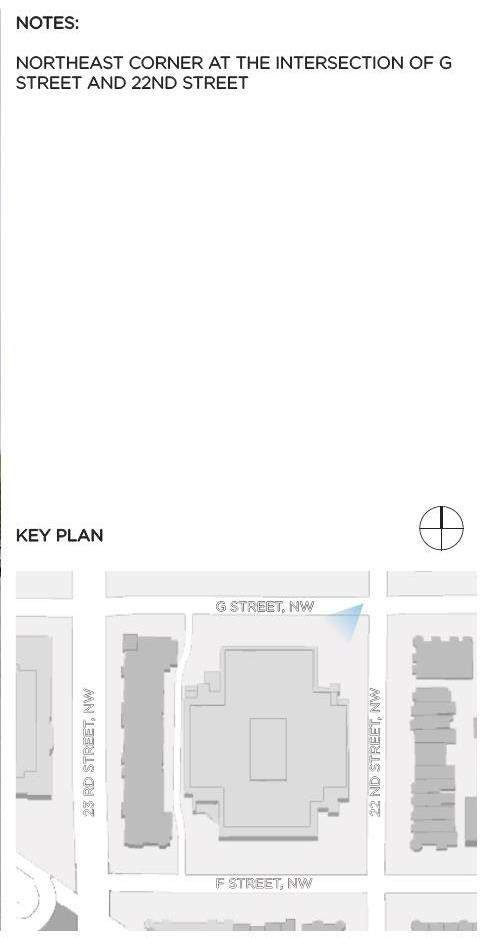 NOTES:
NORTHEAST CORNER AT THE INTERSECTION OF G
STREET AND 22ND STREET
KEY PLAN
G STREET, NW
23 RD STREET, NW
22 ND STREET, NW
F STREET, NW